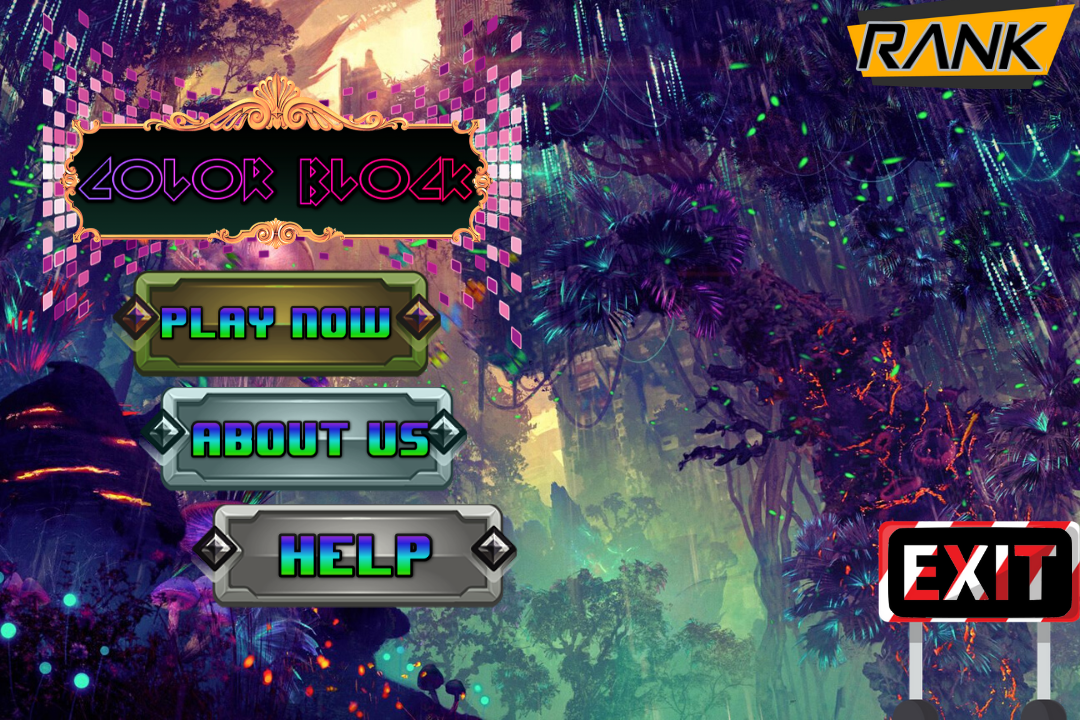 RANK
COLOR BLOCK
PLAY NOW
ABOUT US
HELP
EXIT